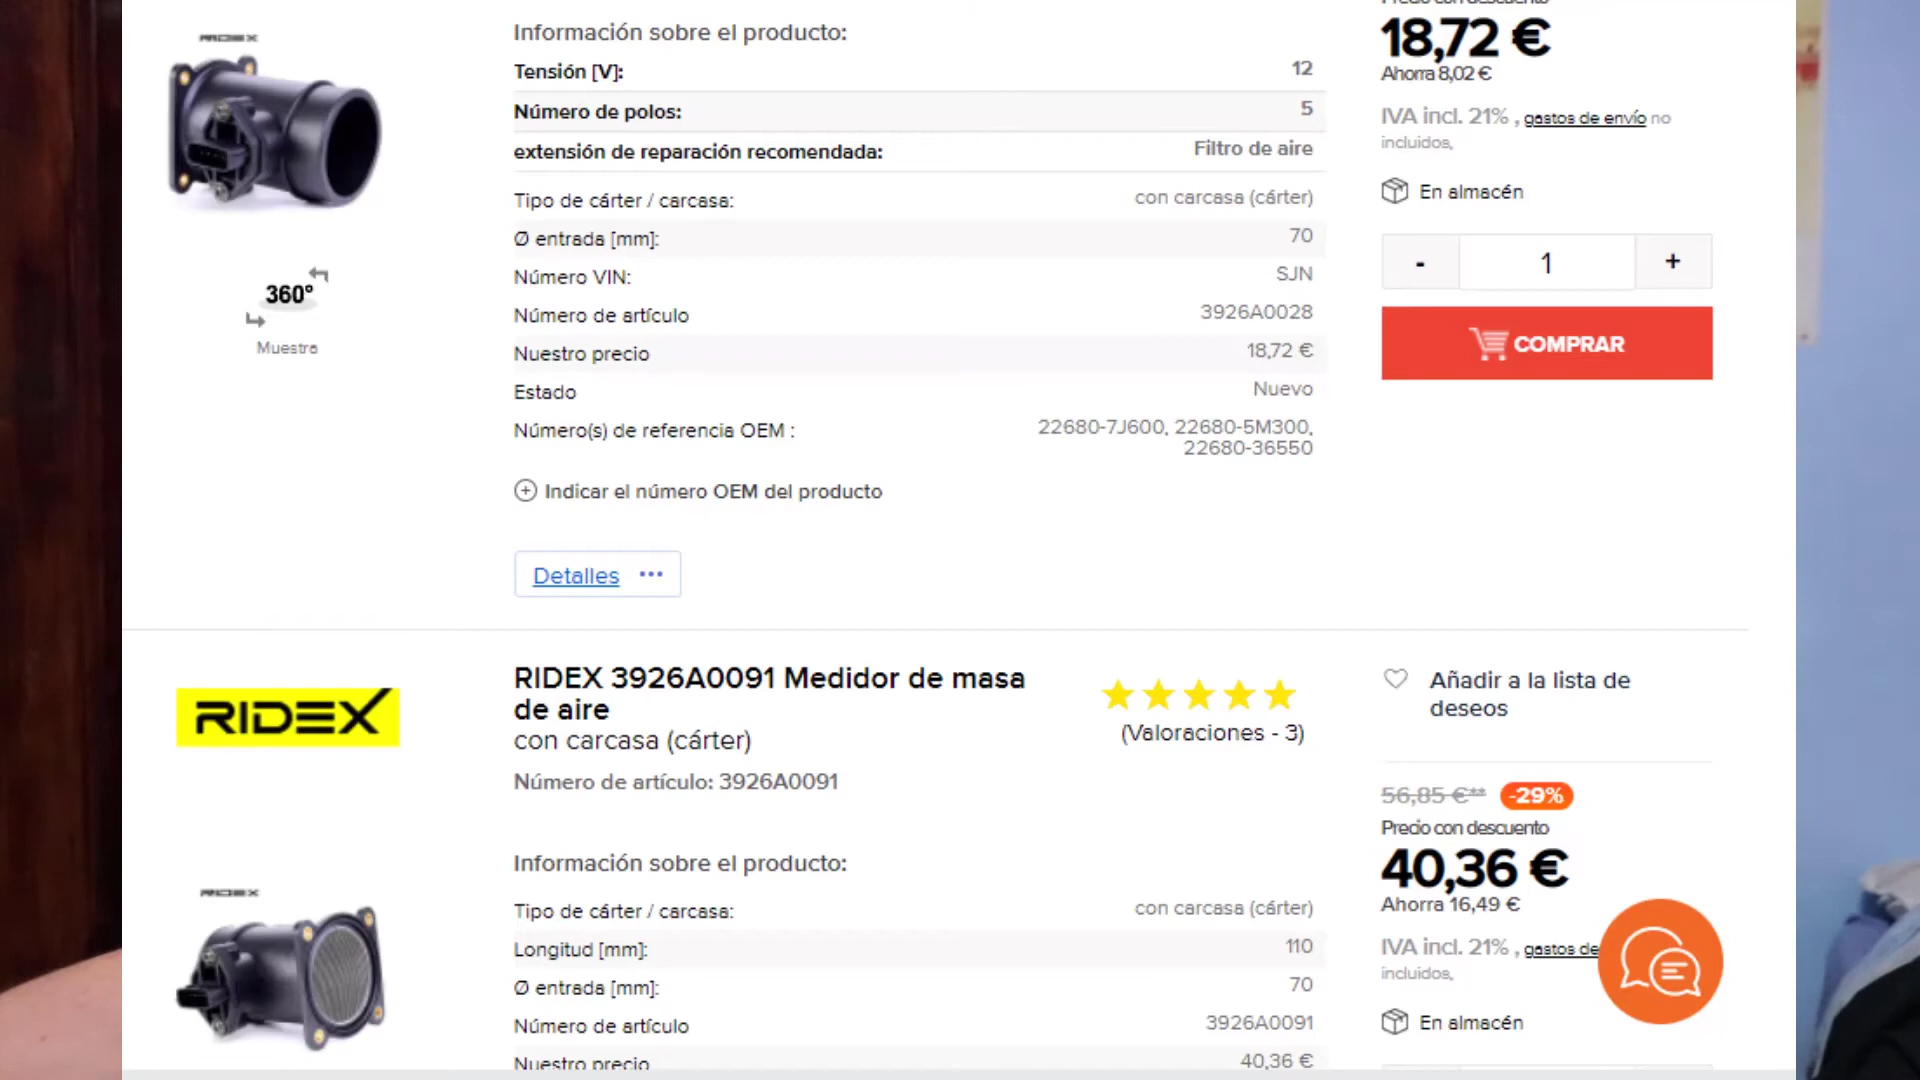 Precio con descuento
RIDEX
Información sobre el producto:
18,72 €
Tensión [V]: 12
Ahorra 8,02 €
Número de polos: 5
IVA incl. 21% , gastos de envío no
incluidos,
extensión de reparación recomendada: Filtro de aire
Tipo de cárter / carcasa: con carcasa (cárter)
En almacén
Ø entrada [mm]: 70
- 1 +
Número VIN: SJN
360°
Muestra
Número de artículo 3926A0028
COMPRAR
Nuestro precio 18,72 €
Estado Nuevo
Número(s) de referencia OEM : 22680-7J600, 22680-5M300,
22680-36550
Indicar el número OEM del producto
Detalles •••
RIDEX
RIDEX 3926A0091 Medidor de masa
de aire
con carcasa (cárter)
Número de artículo: 3926A0091
(Valoraciones - 3)
Añadir a la lista de
deseos
56,85 €** -29%
Precio con descuento
40,36 €
Ahorra 16,49 €
IVA incl. 21% , gastos de
incluidos,
En almacén
RIDEX
Información sobre el producto:
Tipo de cárter / carcasa: con carcasa (cárter)
Longitud [mm]: 110
Ø entrada [mm]: 70
Número de artículo 3926A0091
Nuestro precio 40,36 €